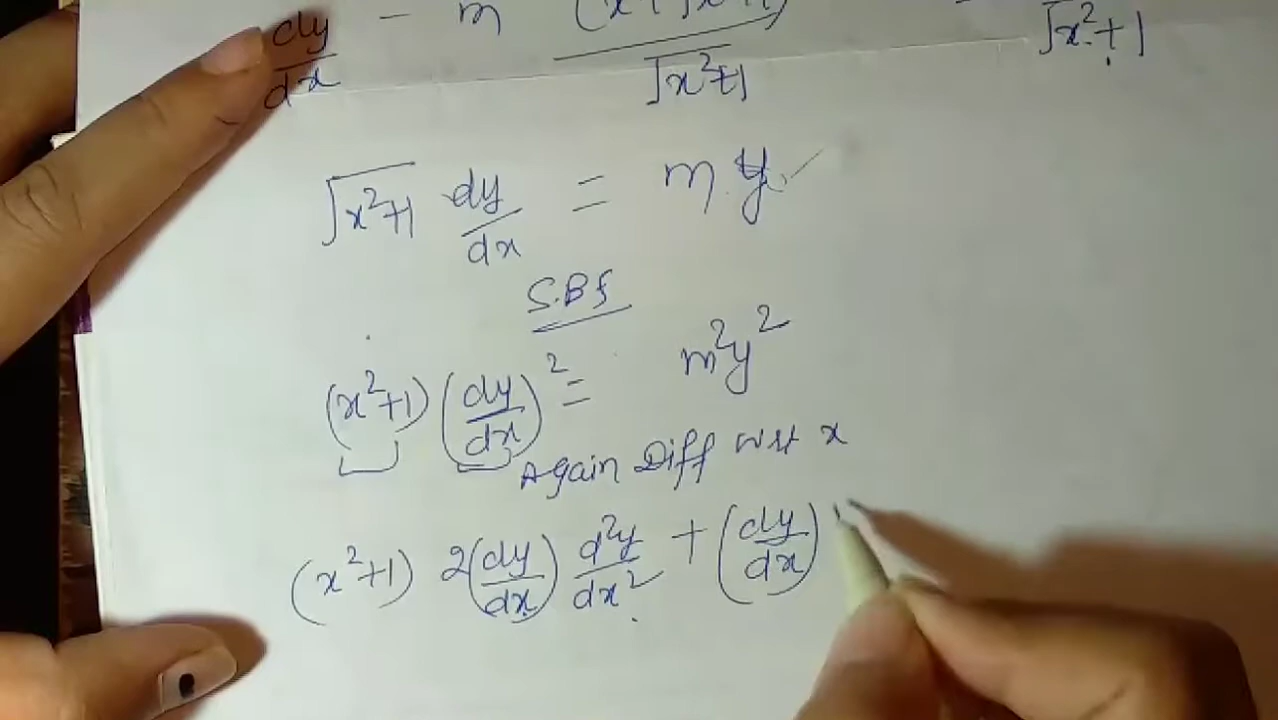 dy/dx = m (x+√x²+1)/√x²+1 √x²+1
√x²+1 dy/dx = m y
S.B.f
(x²+1) (dy/dx)² = m²y²
Again Diff wrt x
(x²+1) 2(dy/dx) d²y/dx² + (dy/dx)